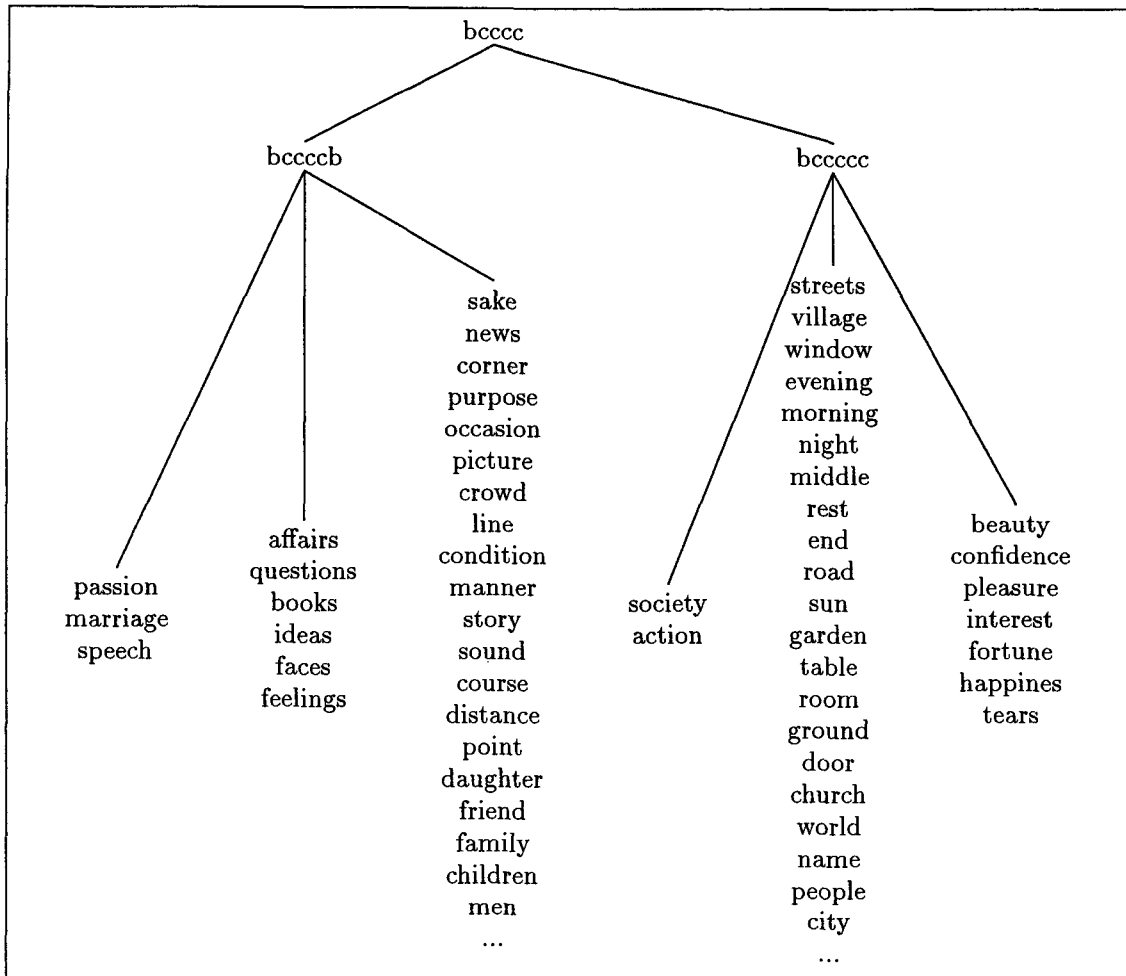 bcccc
bccccb
bccccc
passion
marriage
speech
affairs
questions
books
ideas
faces
feelings
sake
news
corner
purpose
occasion
picture
crowd
line
condition
manner
story
sound
course
distance
point
daughter
friend
family
children
men
...
society
action
streets
village
window
evening
morning
night
middle
rest
end
road
sun
garden
table
room
ground
door
church
world
name
people
city
...
beauty
confidence
pleasure
interest
fortune
happines
tears